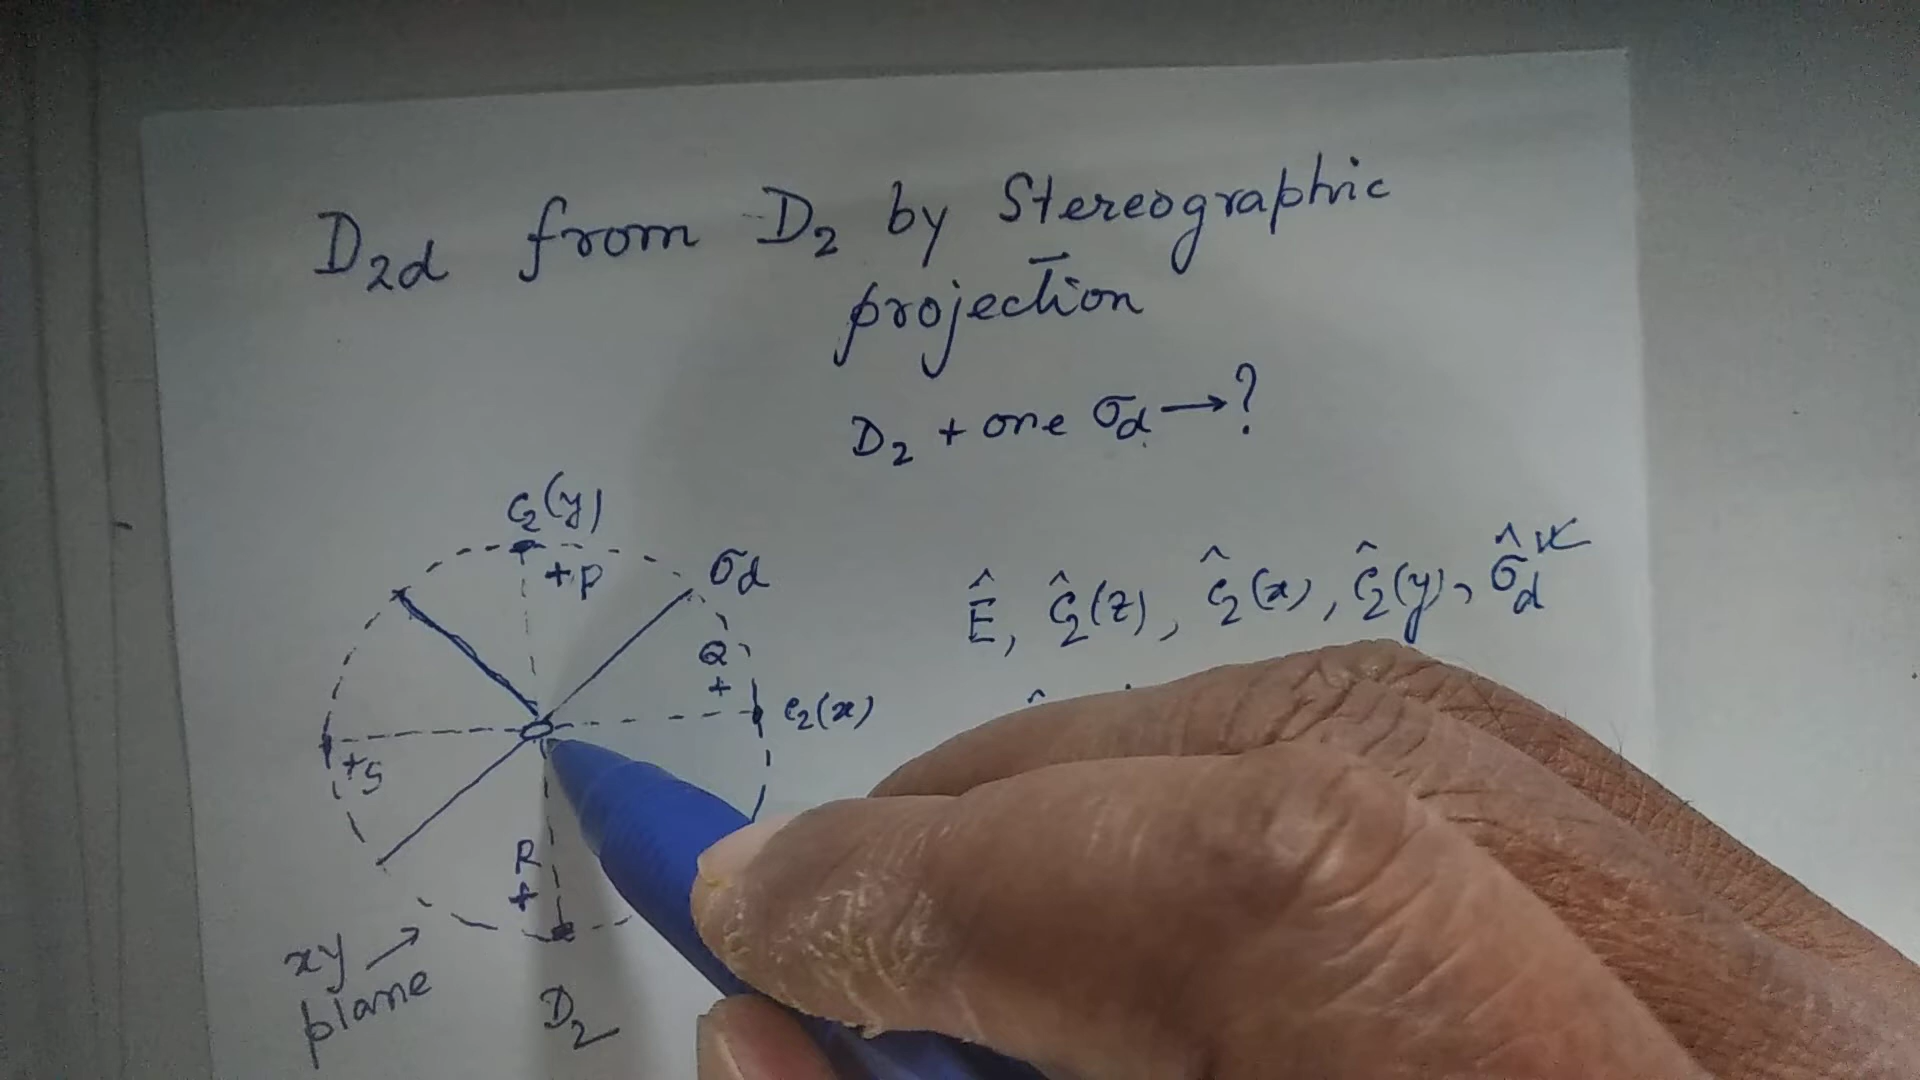 D2d from D2 by Stereographic
projection
D2 + one σd → ?
C2(y)
+P
σd
Q
+
C2(x)
+S
R
+
xy →
plane
D2
Ê, Ĉ2(z), Ĉ2(x), Ĉ2(y), σ̂d